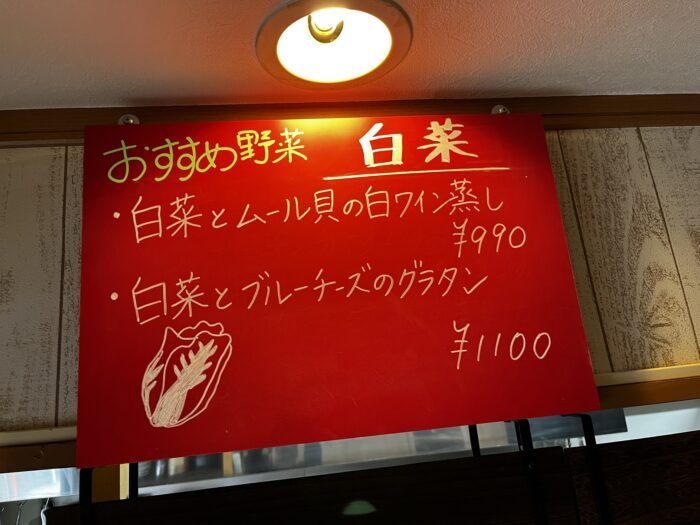 おすすめ野菜 白菜
・白菜とムール貝の白ワイン蒸し
¥990
・白菜とブルーチーズのグラタン
¥1100